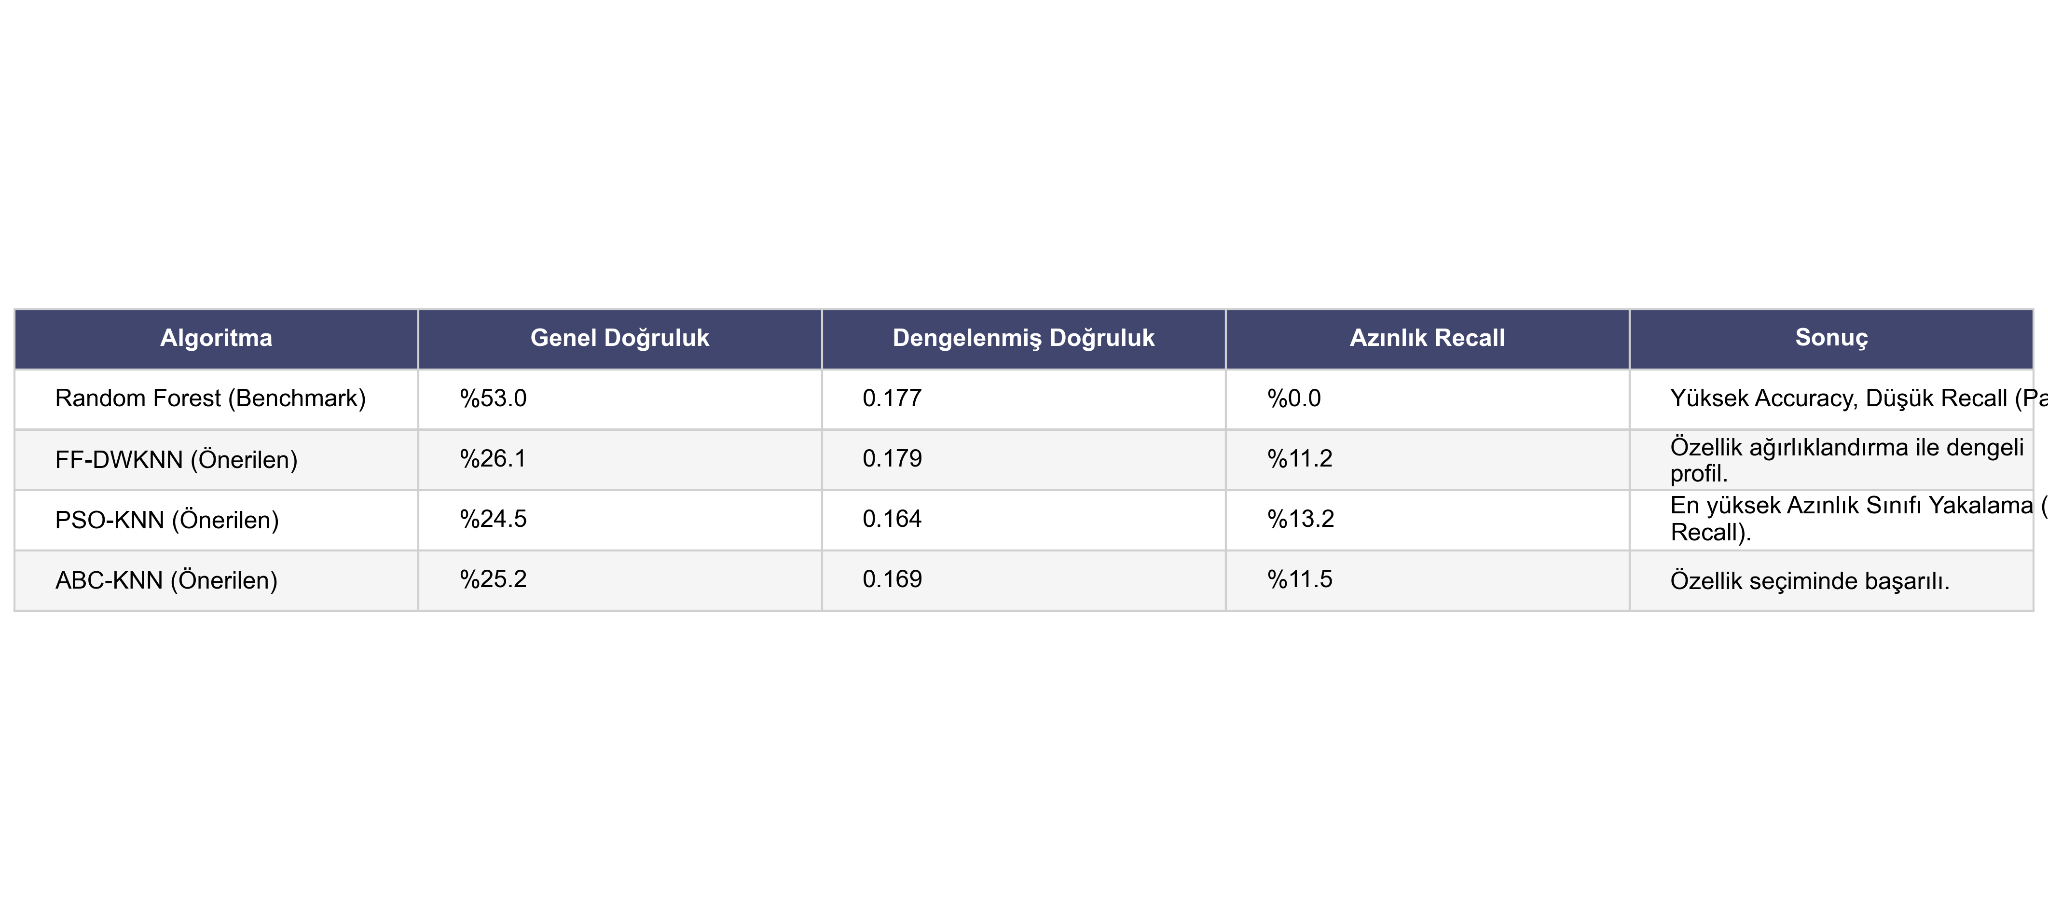 Algoritma Genel Doğruluk Dengelenmiş Doğruluk Azınlık Recall Sonuç
Random Forest (Benchmark) %53.0 0.177 %0.0 Yüksek Accuracy, Düşük Recall (Pa
FF-DWKNN (Önerilen) %26.1 0.179 %11.2 Özellik ağırlıklandırma ile dengeli
profil.
PSO-KNN (Önerilen) %24.5 0.164 %13.2 En yüksek Azınlık Sınıfı Yakalama (
Recall).
ABC-KNN (Önerilen) %25.2 0.169 %11.5 Özellik seçiminde başarılı.